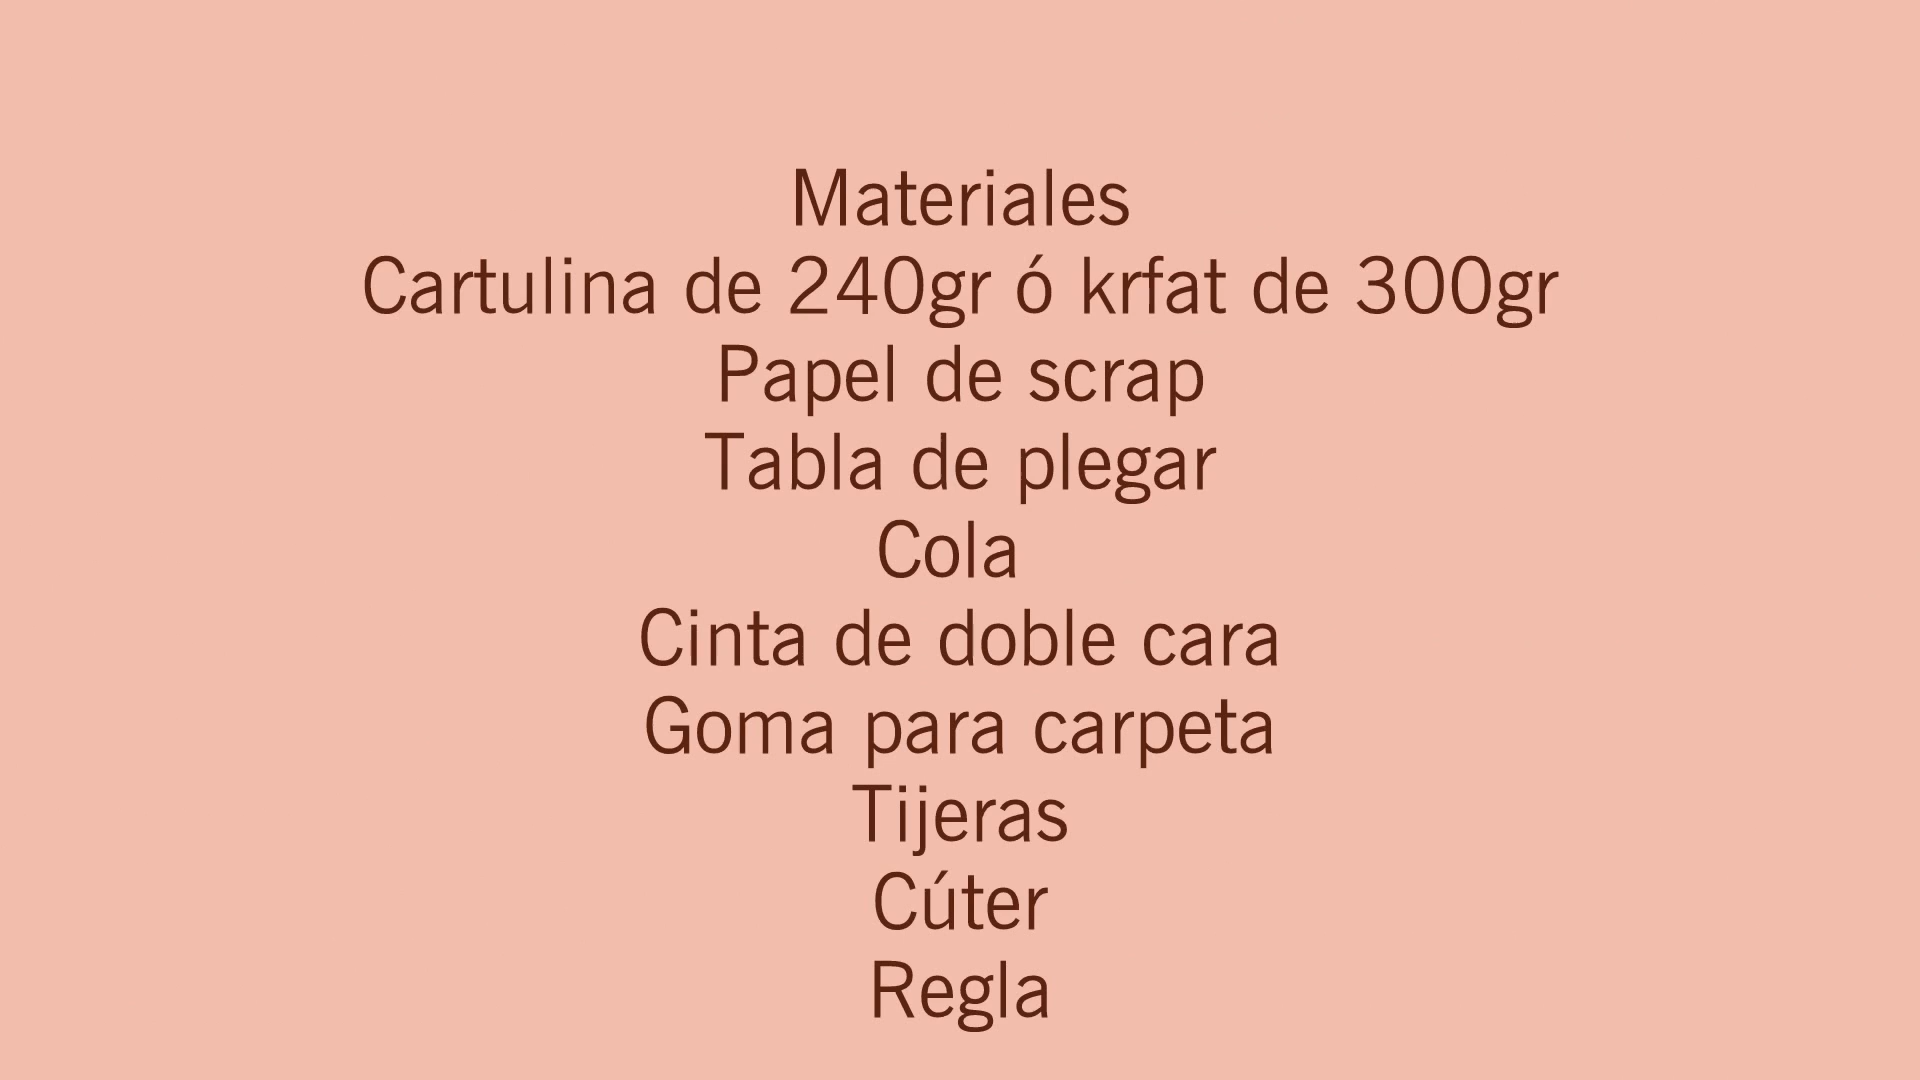 Materiales
Cartulina de 240gr ó krfat de 300gr
Papel de scrap
Tabla de plegar
Cola
Cinta de doble cara
Goma para carpeta
Tijeras
Cúter
Regla